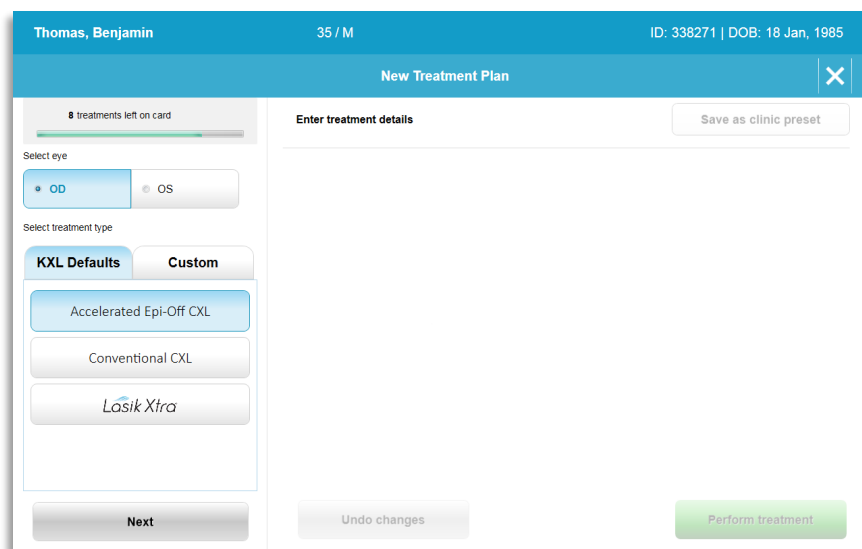 Thomas, Benjamin 35 / M ID: 338271 | DOB: 18 Jan, 1985
New Treatment Plan
8 treatments left on card
Enter treatment details
Save as clinic preset
Select eye
OD OS
Select treatment type
KXL Defaults Custom
Accelerated Epi-Off CXL
Conventional CXL
Lasik Xtra
Next
Undo changes
Perform treatment